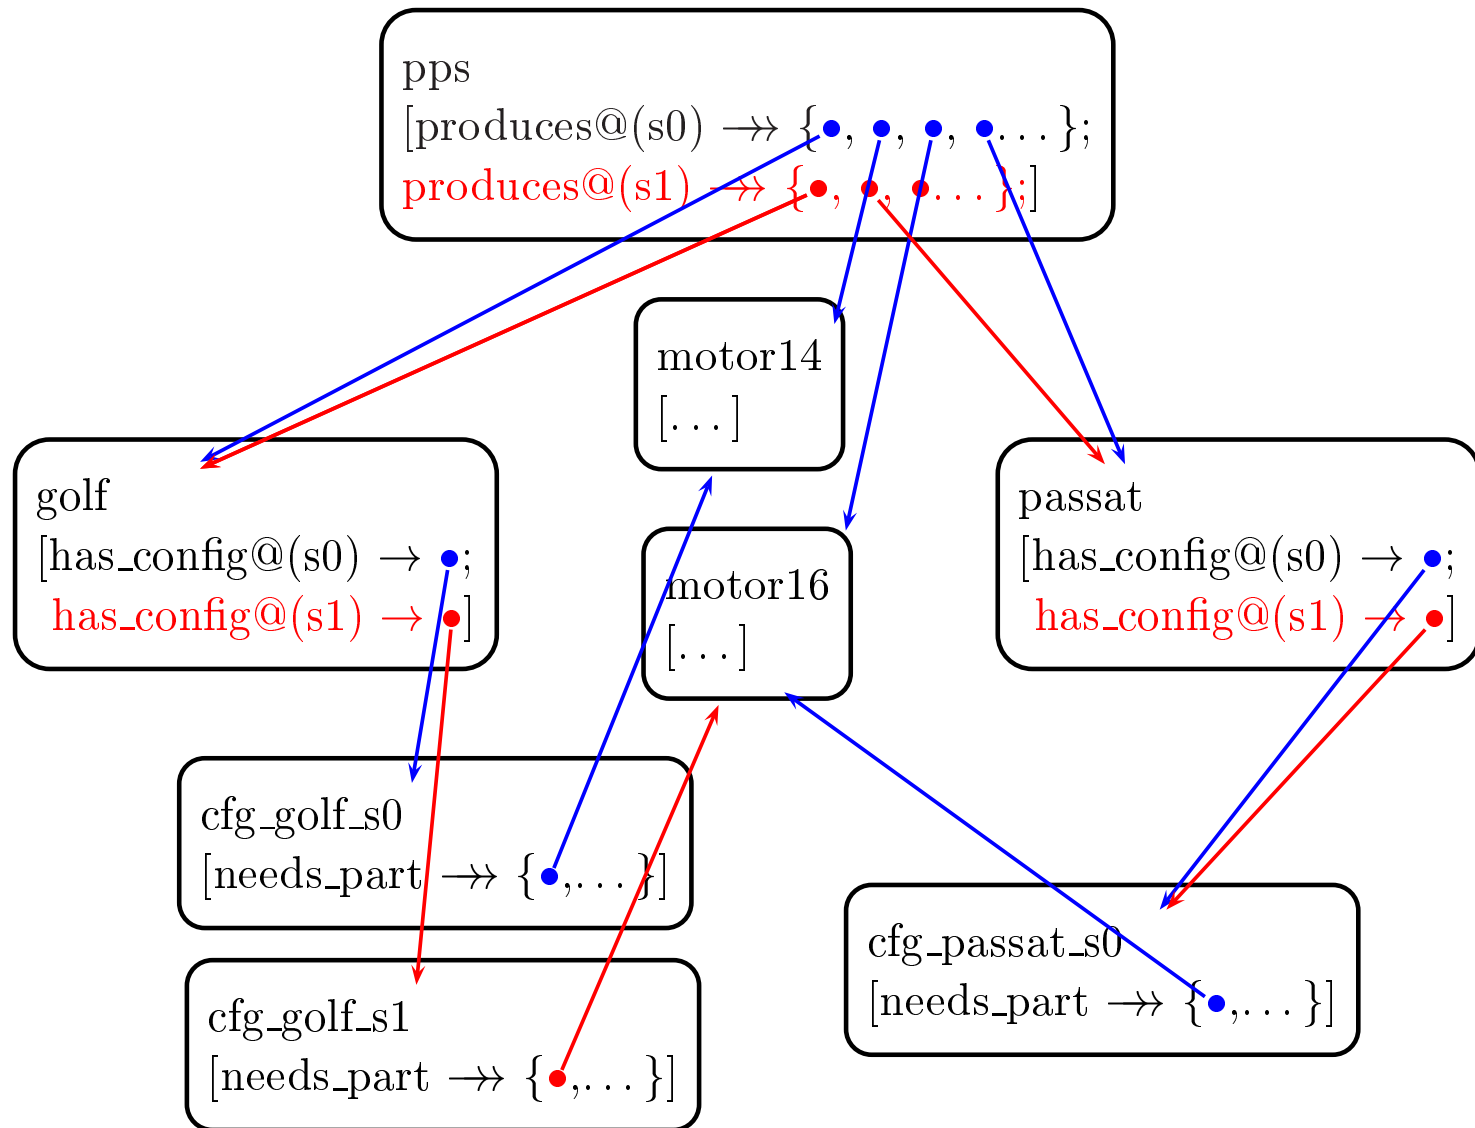 pps
[produces@(s0) →→ {•, •, •, •...};
produces@(s1) →→ {•, •, •...};]
motor14
[...]
golf
[has_config@(s0) → •;
has_config@(s1) → •]
motor16
[...]
passat
[has_config@(s0) → •;
has_config@(s1) → •]
cfg_golf_s0
[needs_part →→ {•,...}]
cfg_passat_s0
[needs_part →→ {•,...}]
cfg_golf_s1
[needs_part →→ {•,...}]